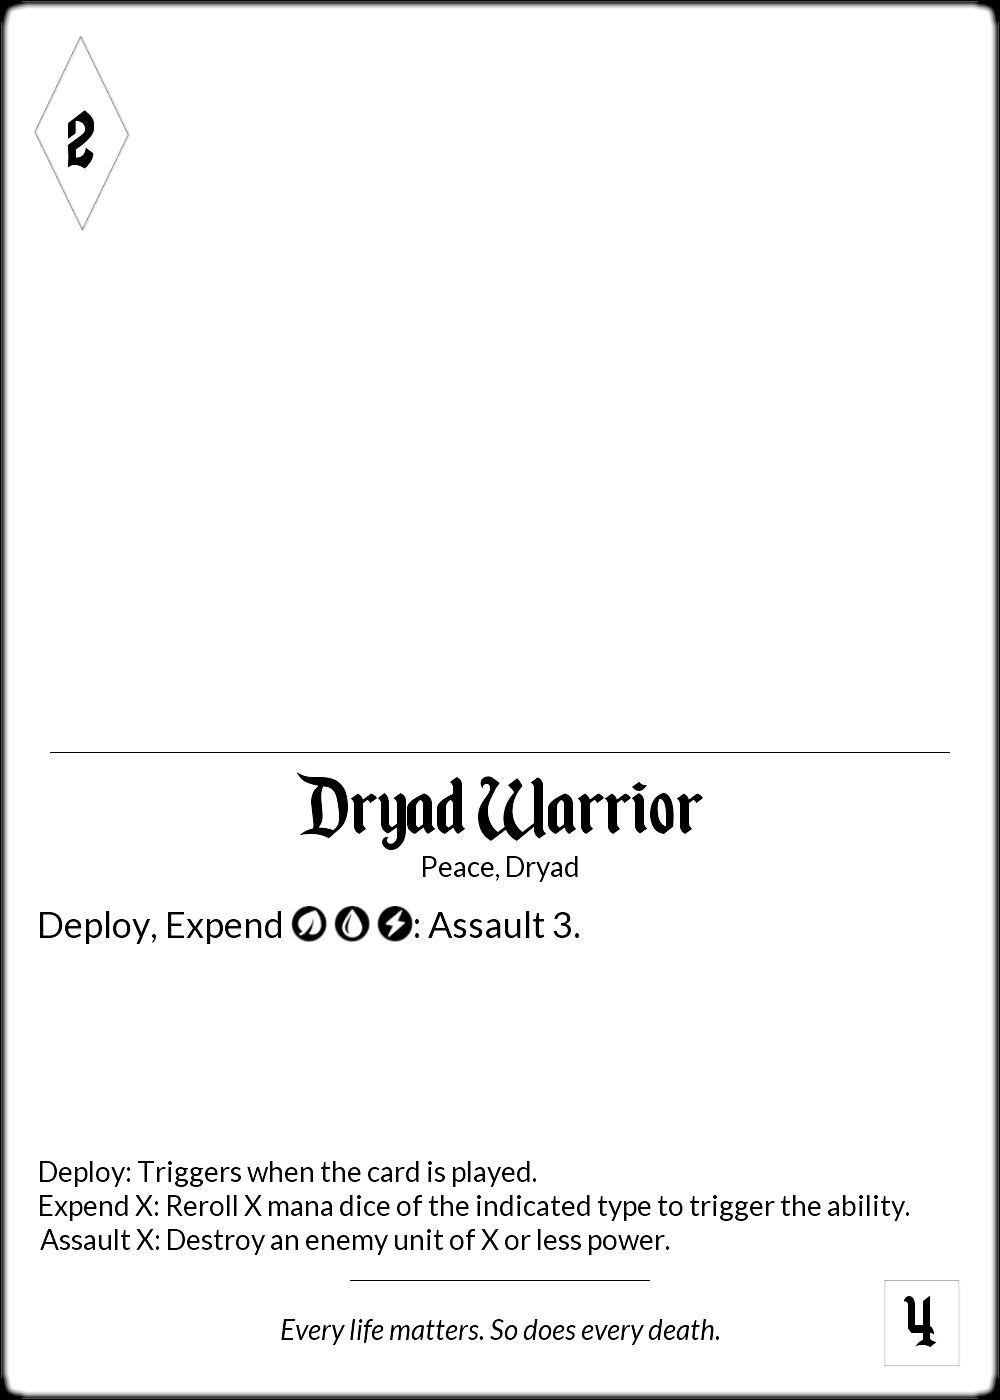 2
Dryad Warrior
Peace, Dryad
Deploy, Expend : Assault 3.
Deploy: Triggers when the card is played.
Expend X: Reroll X mana dice of the indicated type to trigger the ability.
Assault X: Destroy an enemy unit of X or less power.
Every life matters. So does every death.
4